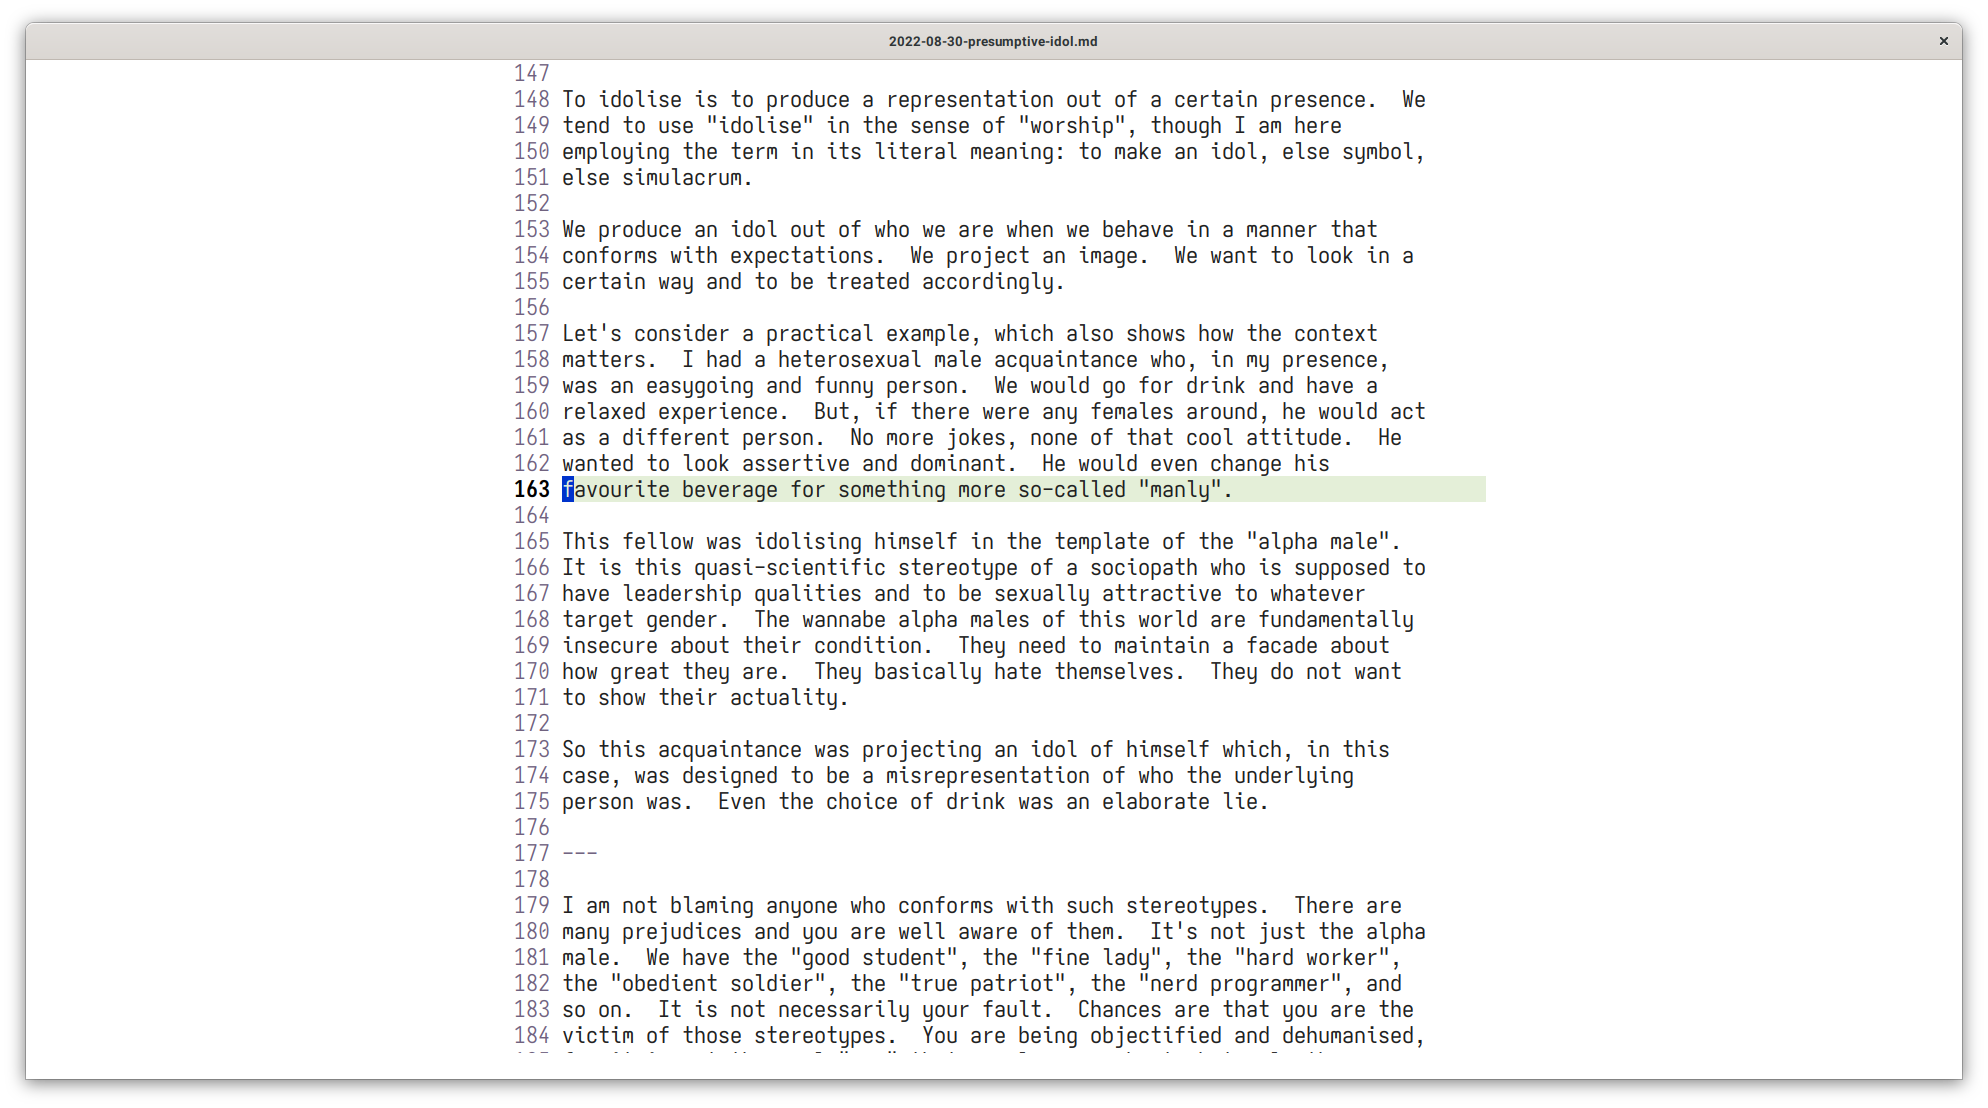 2022-08-30-presumptive-idol.md ×
147
148 To idolise is to produce a representation out of a certain presence.  We
149 tend to use "idolise" in the sense of "worship", though I am here
150 employing the term in its literal meaning: to make an idol, else symbol,
151 else simulacrum.
152
153 We produce an idol out of who we are when we behave in a manner that
154 conforms with expectations.  We project an image.  We want to look in a
155 certain way and to be treated accordingly.
156
157 Let's consider a practical example, which also shows how the context
158 matters.  I had a heterosexual male acquaintance who, in my presence,
159 was an easygoing and funny person.  We would go for drink and have a
160 relaxed experience.  But, if there were any females around, he would act
161 as a different person.  No more jokes, none of that cool attitude.  He
162 wanted to look assertive and dominant.  He would even change his
163 favourite beverage for something more so-called "manly".
164
165 This fellow was idolising himself in the template of the "alpha male".
166 It is this quasi-scientific stereotype of a sociopath who is supposed to
167 have leadership qualities and to be sexually attractive to whatever
168 target gender.  The wannabe alpha males of this world are fundamentally
169 insecure about their condition.  They need to maintain a facade about
170 how great they are.  They basically hate themselves.  They do not want
171 to show their actuality.
172
173 So this acquaintance was projecting an idol of himself which, in this
174 case, was designed to be a misrepresentation of who the underlying
175 person was.  Even the choice of drink was an elaborate lie.
176
177 ---
178
179 I am not blaming anyone who conforms with such stereotypes.  There are
180 many prejudices and you are well aware of them.  It's not just the alpha
181 male.  We have the "good student", the "fine lady", the "hard worker",
182 the "obedient soldier", the "true patriot", the "nerd programmer", and
183 so on.  It is not necessarily your fault.  Chances are that you are the
184 victim of those stereotypes.  You are being objectified and dehumanised,